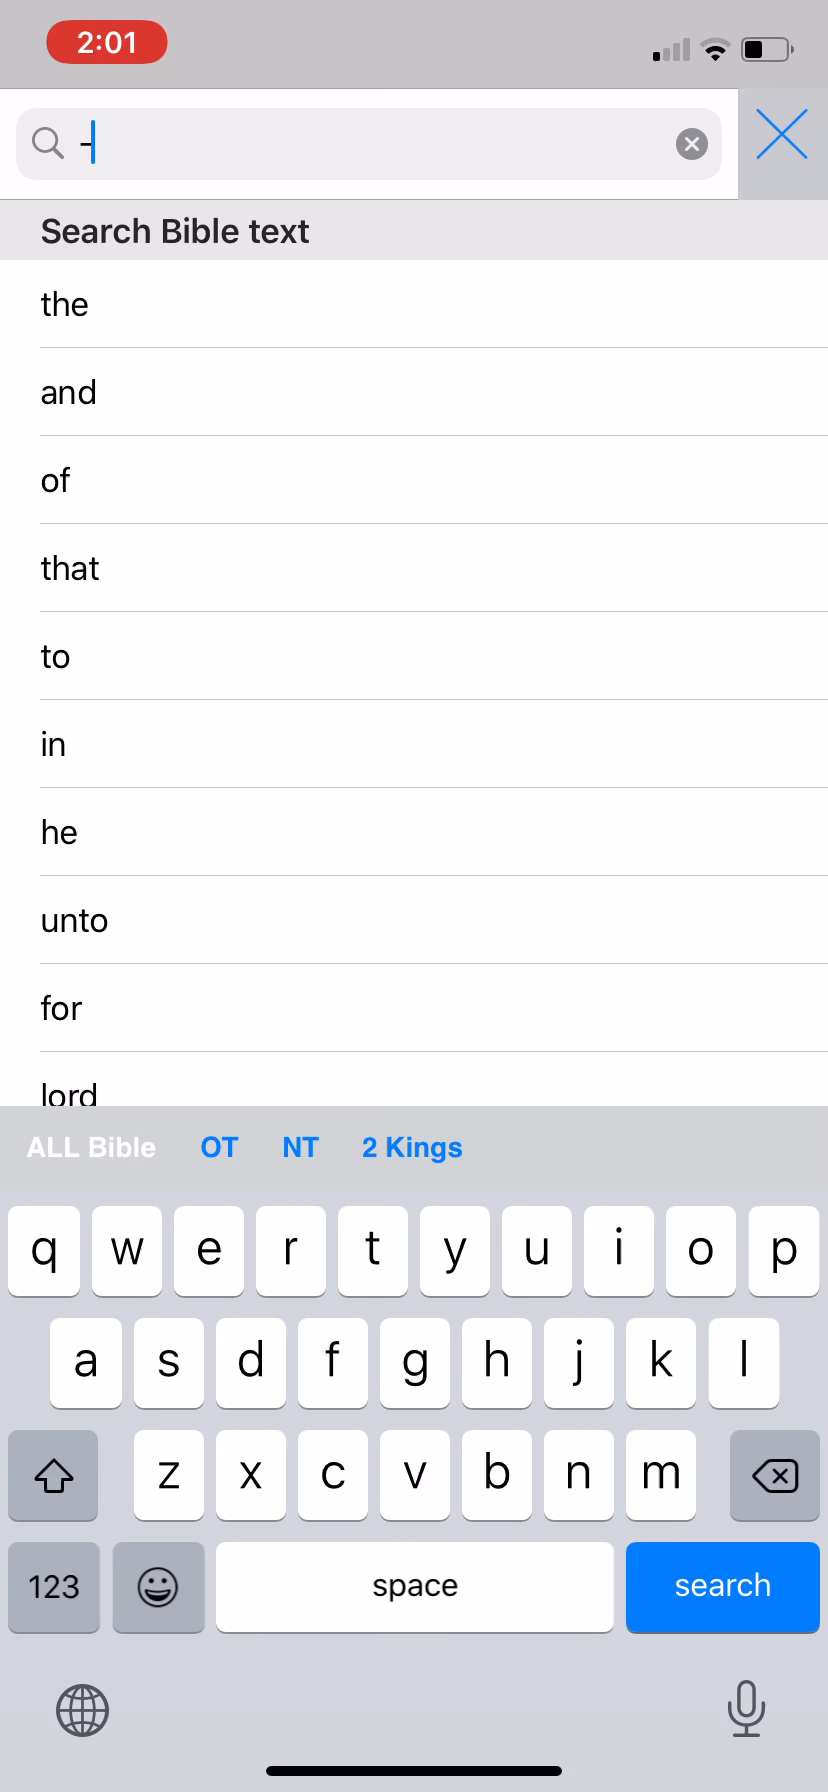 2:01
-
Search Bible text
the
and
of
that
to
in
he
unto
for
lord
ALL Bible OT NT 2 Kings
q w e r t y u i o p
a s d f g h j k l
z x c v b n m
123 space search